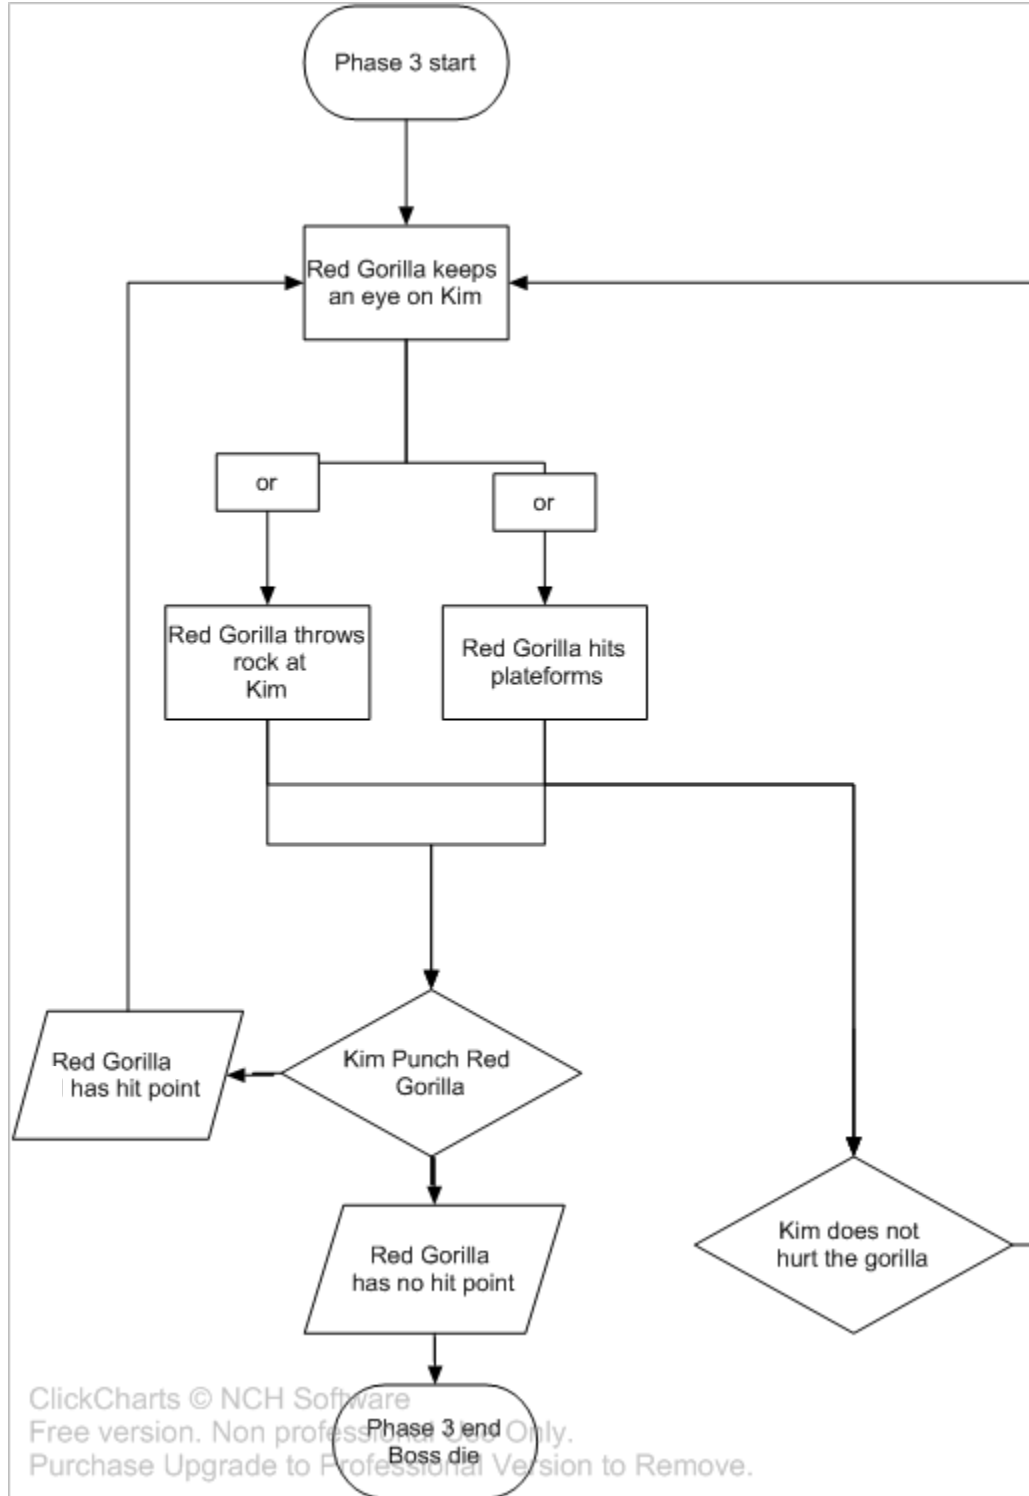 Phase 3 start
Red Gorilla keeps
an eye on Kim
or
or
Red Gorilla throws
rock at
Kim
Red Gorilla hits
plateforms
Red Gorilla
has hit point
Kim Punch Red
Gorilla
Kim does not
hurt the gorilla
Red Gorilla
has no hit point
Phase 3 end
Boss die
ClickCharts © NCH Software
Free version. Non professional Use Only.
Purchase Upgrade to Professional Version to Remove.